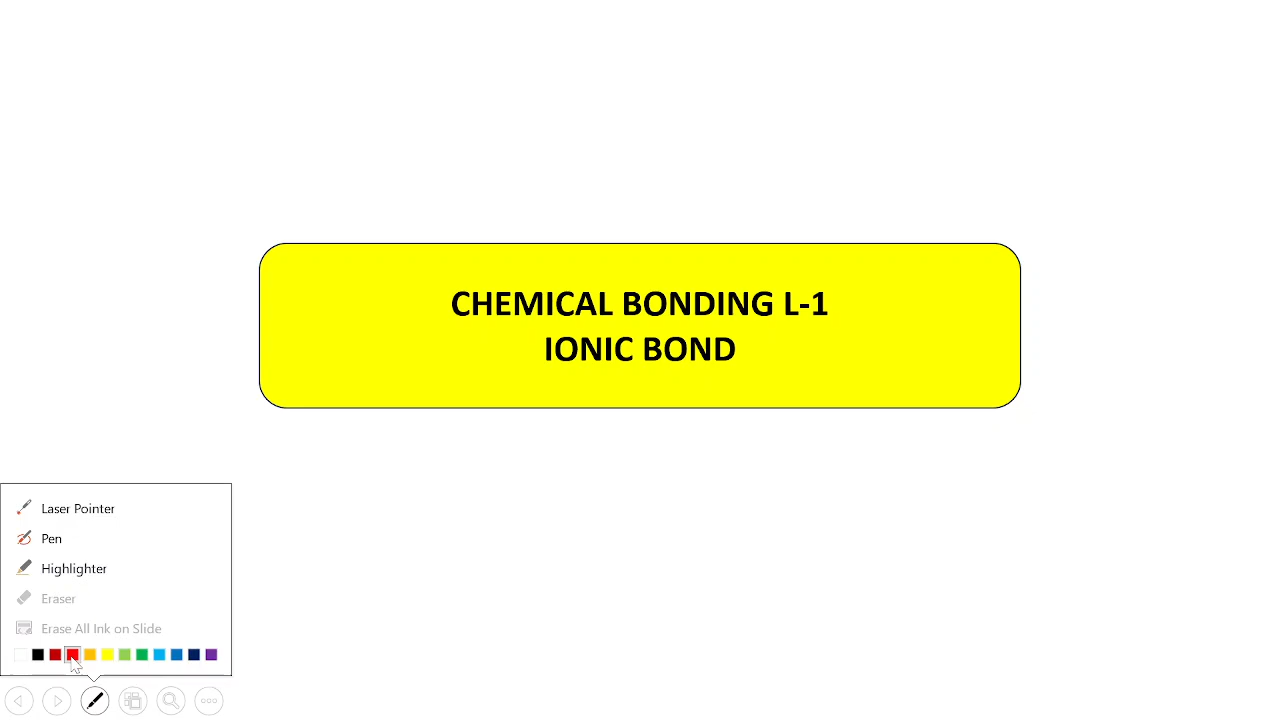 CHEMICAL BONDING L-1
IONIC BOND
Laser Pointer
Pen
Highlighter
Eraser
Erase All Ink on Slide